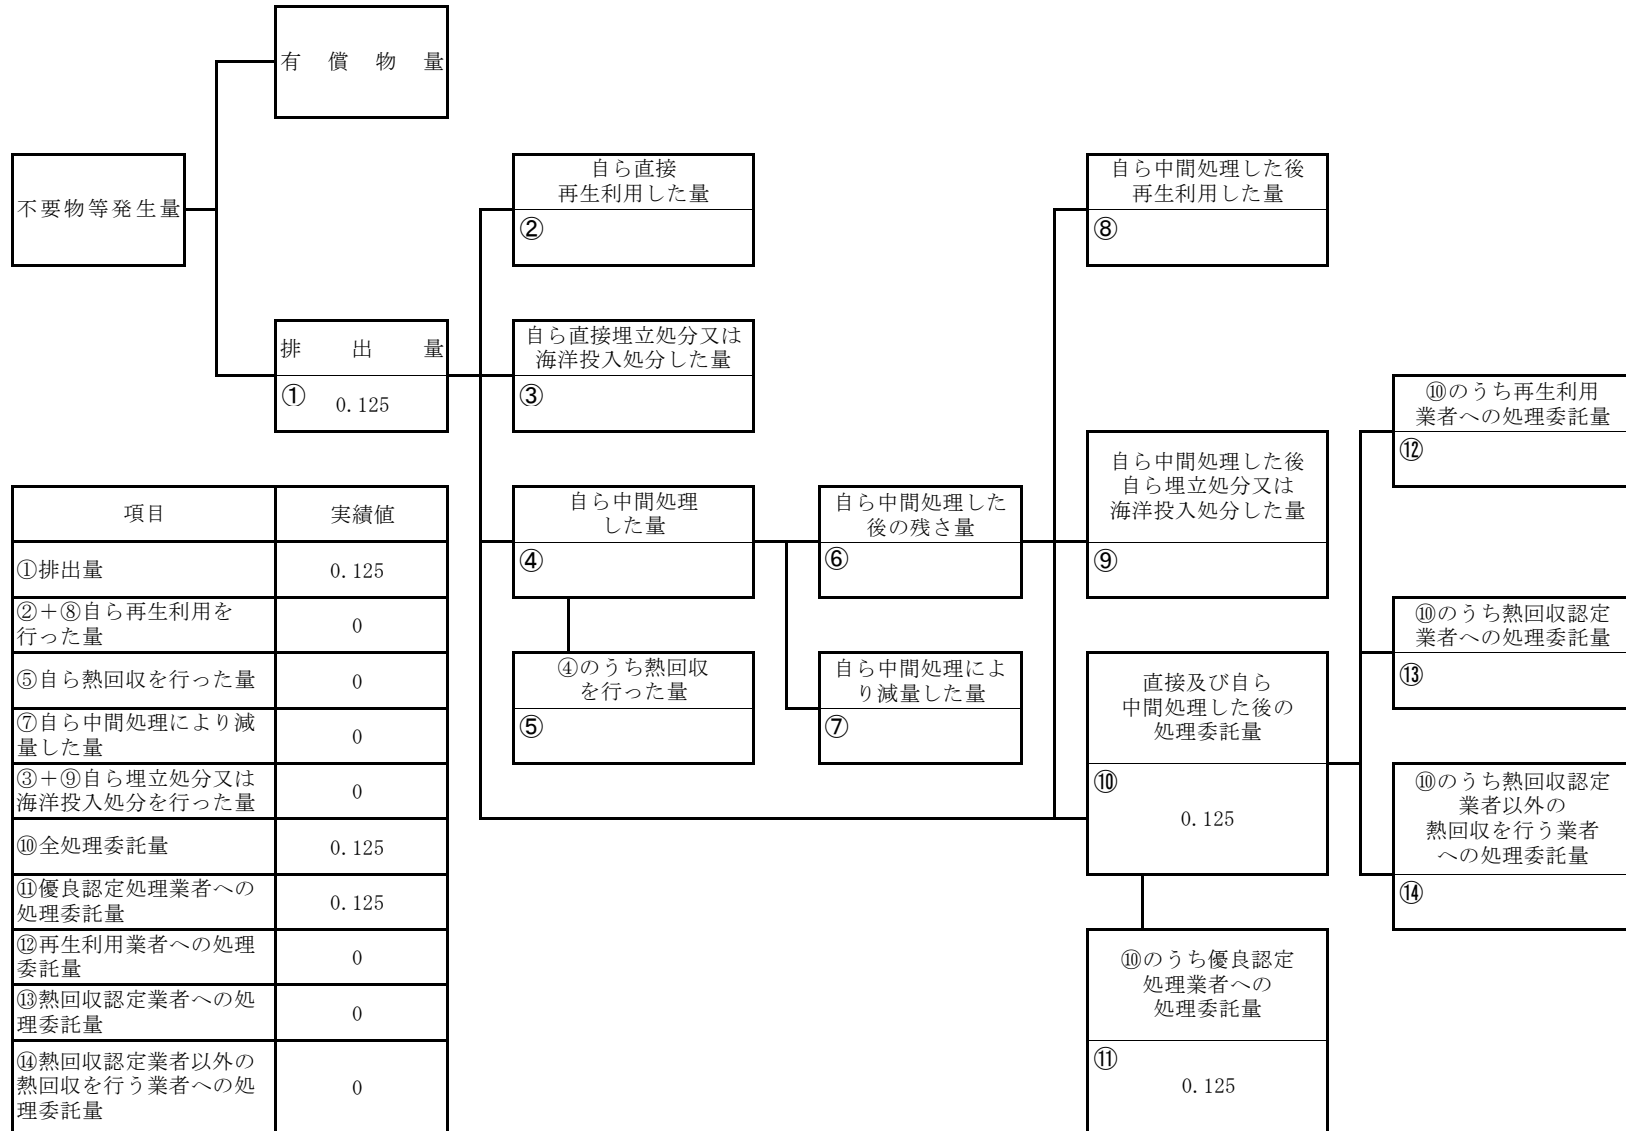 有償物量
不要物等発生量
自ら直接
再生利用した量
②
自ら中間処理した後
再生利用した量
⑧
排出量
① 0.125
自ら直接埋立処分又は
海洋投入処分した量
③
⑩のうち再生利用
業者への処理委託量
⑫
自ら中間処理した後
自ら埋立処分又は
海洋投入処分した量
⑨
自ら中間処理
した量
④
自ら中間処理した
後の残さ量
⑥
⑩のうち熱回収認定
業者への処理委託量
⑬
④のうち熱回収
を行った量
⑤
自ら中間処理によ
り減量した量
⑦
直接及び自ら
中間処理した後の
処理委託量
⑩
0.125
⑩のうち熱回収認定
業者以外の
熱回収を行う業者
への処理委託量
⑭
⑩のうち優良認定
処理業者への
処理委託量
⑪
0.125
項目 実績値
①排出量 0.125
②+⑧自ら再生利用を
行った量 0
⑤自ら熱回収を行った量 0
⑦自ら中間処理により減
量した量 0
③+⑨自ら埋立処分又は
海洋投入処分を行った量 0
⑩全処理委託量 0.125
⑪優良認定処理業者への
処理委託量 0.125
⑫再生利用業者への処理
委託量 0
⑬熱回収認定業者への処
理委託量 0
⑭熱回収認定業者以外の
熱回収を行う業者への処
理委託量 0